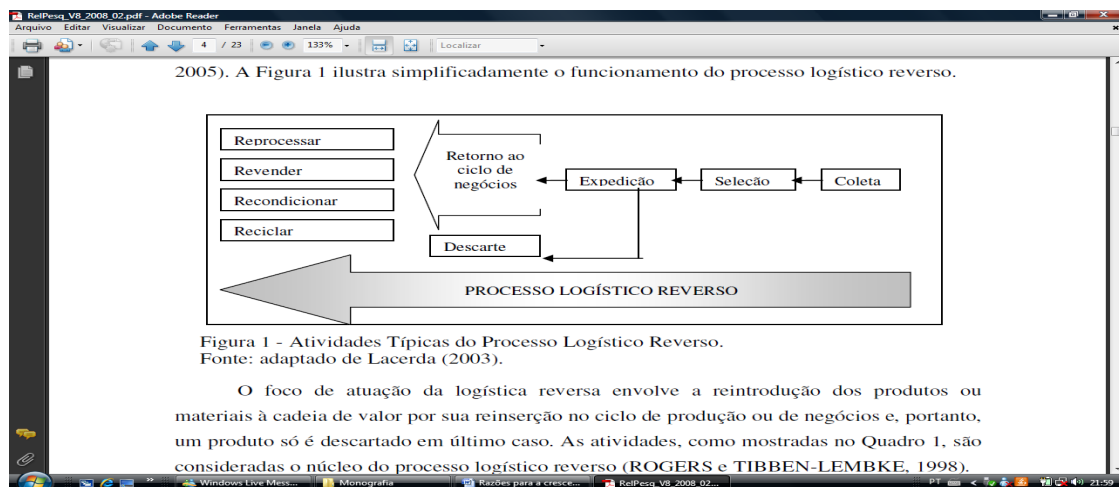 RelPesq_V8_2008_02.pdf - Adobe Reader
Arquivo Editar Visualizar Documento Ferramentas Janela Ajuda
4 / 23 133% Localizar
2005). A Figura 1 ilustra simplificadamente o funcionamento do processo logístico reverso.
Reprocessar
Revender
Recondicionar
Reciclar
Retorno ao
ciclo de
negócios
Expedição
Seleção
Coleta
Descarte
PROCESSO LOGÍSTICO REVERSO
Figura 1 - Atividades Típicas do Processo Logístico Reverso.
Fonte: adaptado de Lacerda (2003).
O foco de atuação da logística reversa envolve a reintrodução dos produtos ou
materiais à cadeia de valor por sua reinserção no ciclo de produção ou de negócios e, portanto,
um produto só é descartado em último caso. As atividades, como mostradas no Quadro 1, são
consideradas o núcleo do processo logístico reverso (ROGERS e TIBBEN-LEMBKE, 1998).
Windows Live Mess... Monografia Razões para a cresce... RelPesq_V8_2008_02... PT 21:59